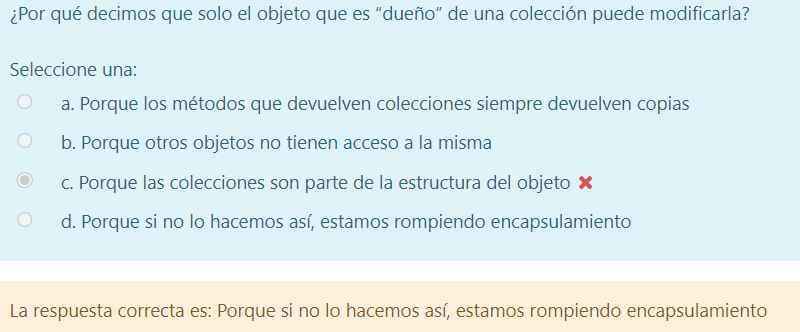 ¿Por qué decimos que solo el objeto que es “dueño” de una colección puede modificarla?
Seleccione una:
a. Porque los métodos que devuelven colecciones siempre devuelven copias
b. Porque otros objetos no tienen acceso a la misma
c. Porque las colecciones son parte de la estructura del objeto
d. Porque si no lo hacemos así, estamos rompiendo encapsulamiento
La respuesta correcta es: Porque si no lo hacemos así, estamos rompiendo encapsulamiento